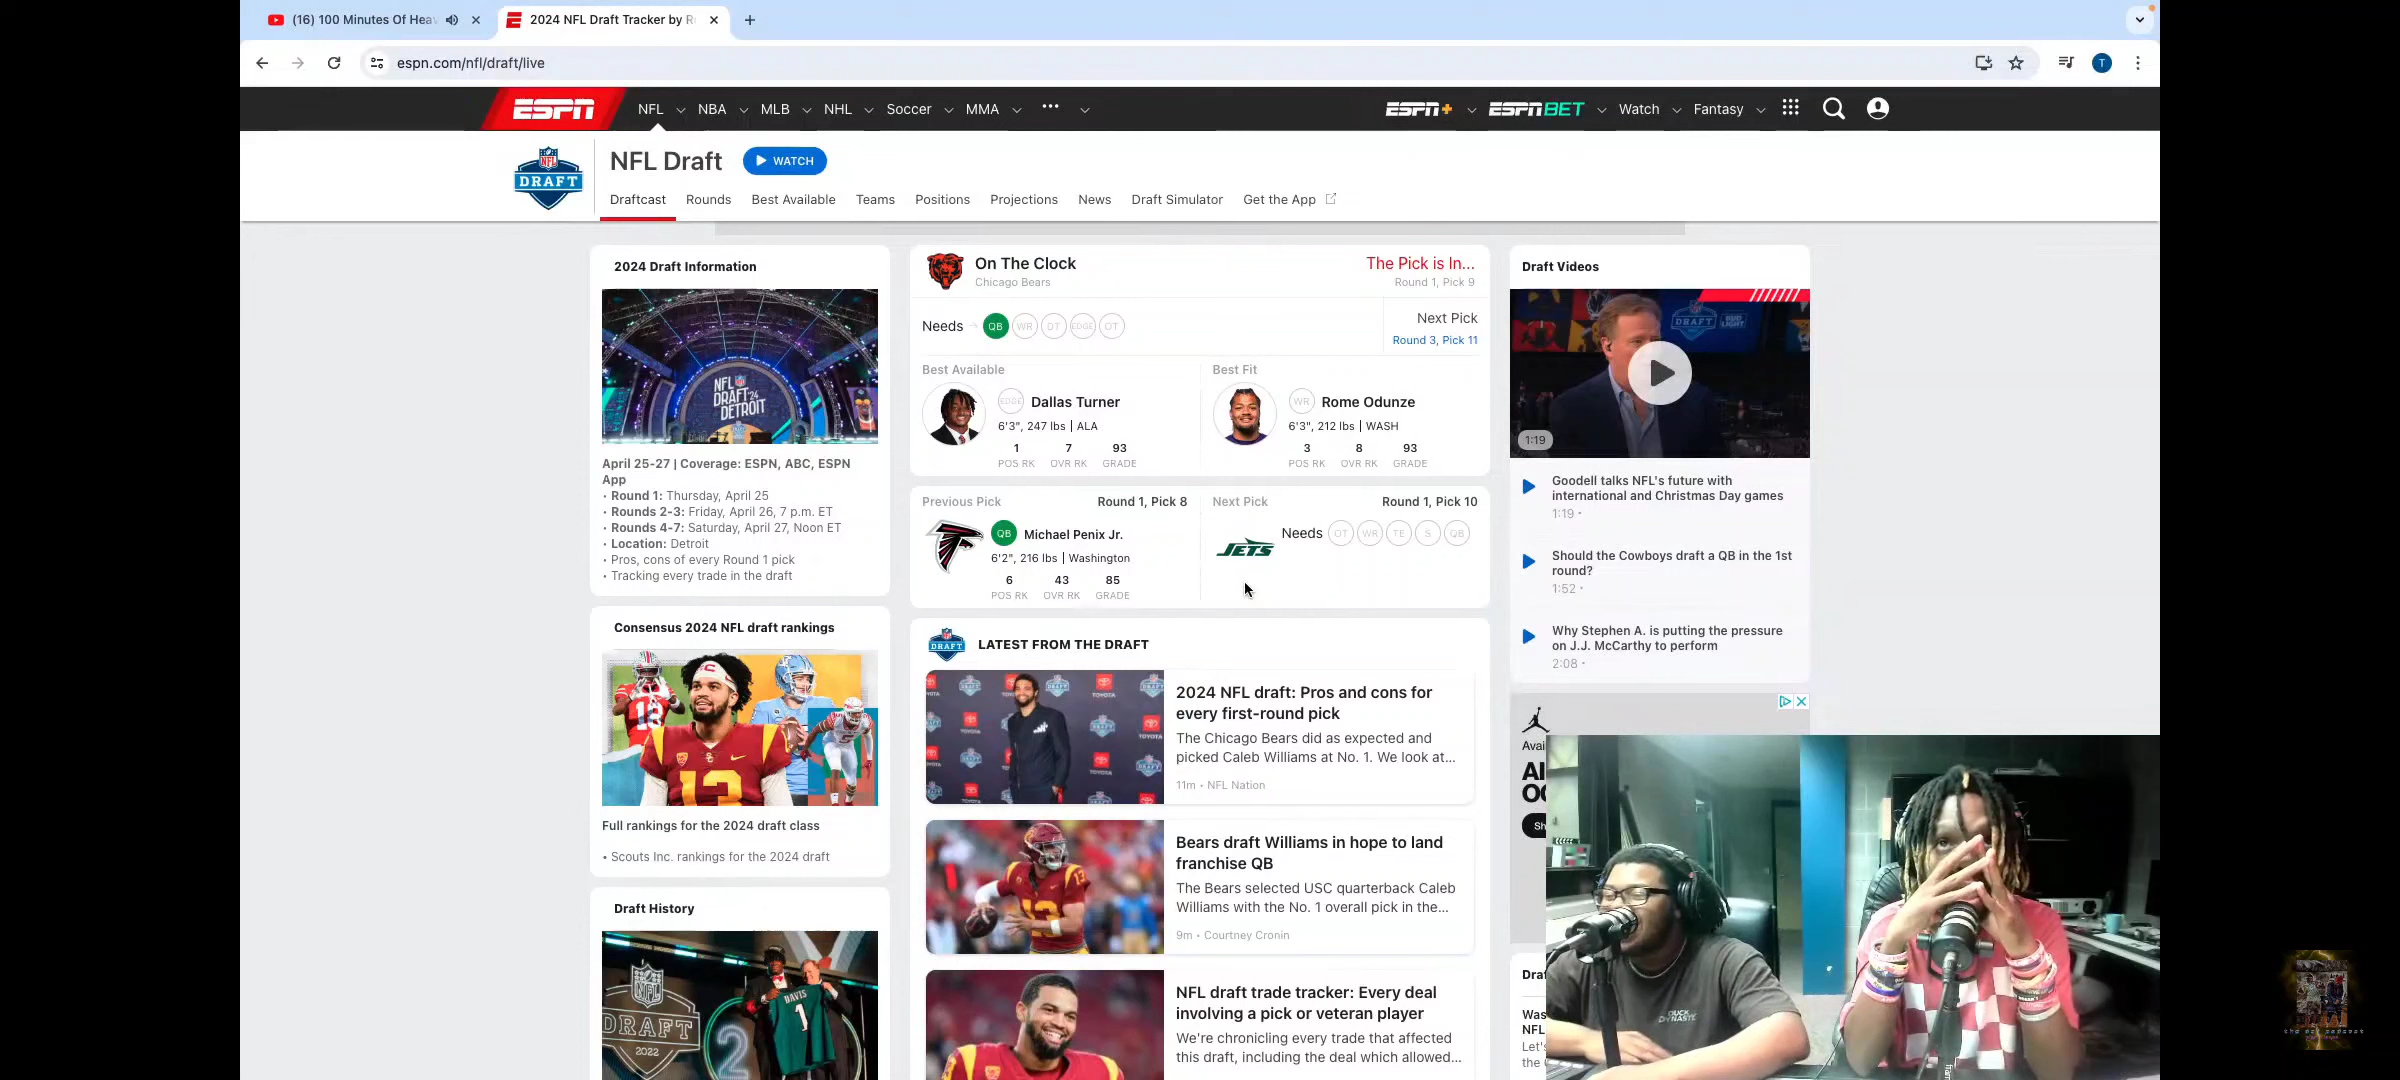 (16) 100 Minutes Of Heav
2024 NFL Draft Tracker by R
espn.com/nfl/draft/live
T
ESPN
NFL
NBA
MLB
NHL
Soccer
MMA
ESPN+
ESPN BET
Watch
Fantasy
NFL
DRAFT
NFL Draft
WATCH
Draftcast
Rounds
Best Available
Teams
Positions
Projections
News
Draft Simulator
Get the App
2024 Draft Information
NFL
DRAFT '24
DETROIT
April 25-27 | Coverage: ESPN, ABC, ESPN
App
• Round 1: Thursday, April 25
• Rounds 2-3: Friday, April 26, 7 p.m. ET
• Rounds 4-7: Saturday, April 27, Noon ET
• Location: Detroit
• Pros, cons of every Round 1 pick
• Tracking every trade in the draft
Consensus 2024 NFL draft rankings
Full rankings for the 2024 draft class
• Scouts Inc. rankings for the 2024 draft
Draft History
DRAFT
2022
DAVIS
1
2
On The Clock
Chicago Bears
The Pick is In...
Round 1, Pick 9
Needs
QB
WR
OT
EDGE
OT
Next Pick
Round 3, Pick 11
Best Available
EDGE Dallas Turner
6'3", 247 lbs | ALA
1 7 93
POS RK OVR RK GRADE
Best Fit
WR Rome Odunze
6'3", 212 lbs | WASH
3 8 93
POS RK OVR RK GRADE
Previous Pick
Round 1, Pick 8
QB Michael Penix Jr.
6'2", 216 lbs | Washington
6 43 85
POS RK OVR RK GRADE
Next Pick
Round 1, Pick 10
JETS
Needs
OT
WR
TE
S
QB
DRAFT
LATEST FROM THE DRAFT
2024 NFL draft: Pros and cons for
every first-round pick
The Chicago Bears did as expected and
picked Caleb Williams at No. 1. We look at...
11m • NFL Nation
Bears draft Williams in hope to land
franchise QB
The Bears selected USC quarterback Caleb
Williams with the No. 1 overall pick in the...
9m • Courtney Cronin
NFL draft trade tracker: Every deal
involving a pick or veteran player
We're chronicling every trade that affected
this draft, including the deal which allowed...
Draft Videos
DRAFT
BUD
LIGHT
1:19
Goodell talks NFL's future with
international and Christmas Day games
1:19 •
Should the Cowboys draft a QB in the 1st
round?
1:52 •
Why Stephen A. is putting the pressure
on J.J. McCarthy to perform
2:08 •
Avai
Sh
Draf
Was
NFL
Let's
the C
DUCK
DYNASTY